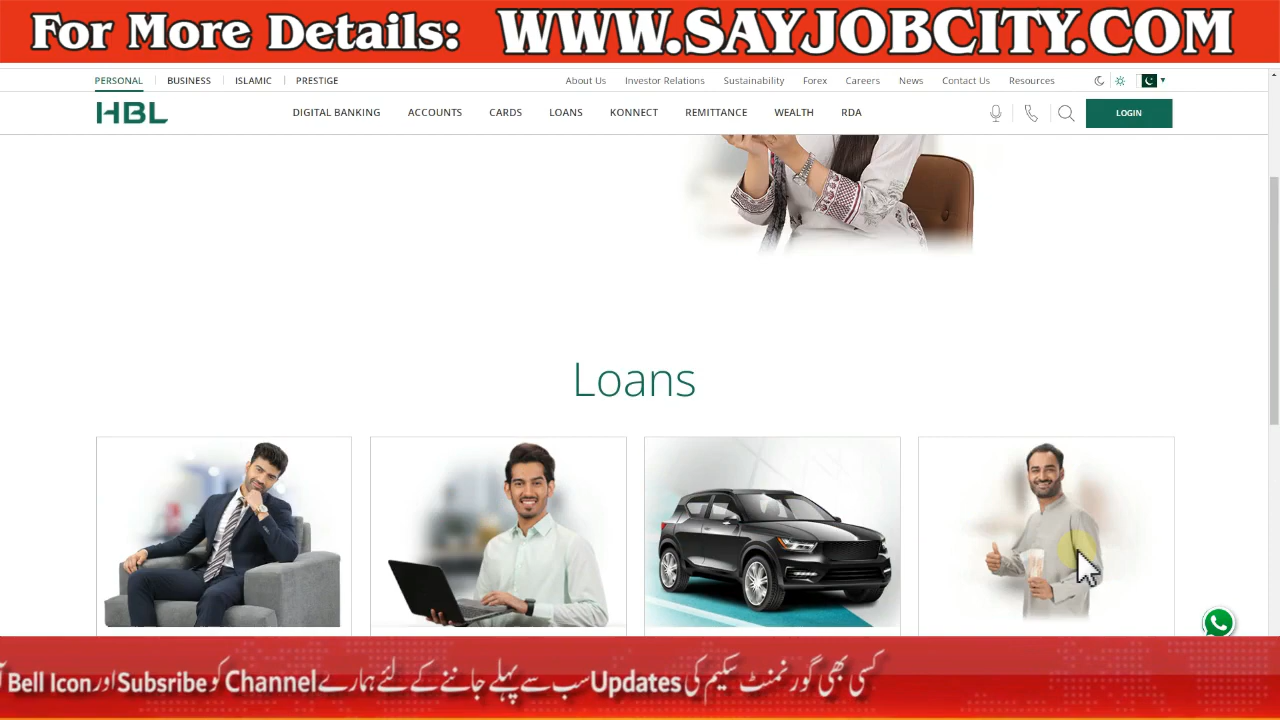 For More Details: WWW.SAYJOBCITY.COM
PERSONAL BUSINESS ISLAMIC PRESTIGE About Us Investor Relations Sustainability Forex Careers News Contact Us Resources
HBL DIGITAL BANKING ACCOUNTS CARDS LOANS KONNECT REMITTANCE WEALTH RDA LOGIN
Loans
کسی بھی گورنمنٹ سکیم کی Updates سب سے پہلے جاننے کے لئے ہمارے Channel کو Subsribe اور Bell Icon